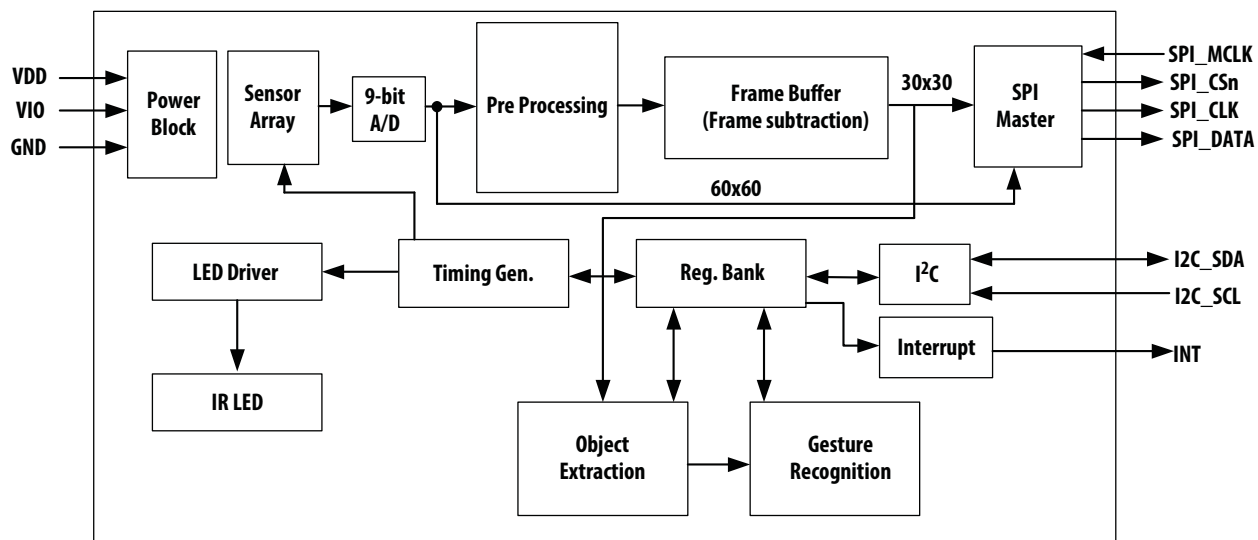 VDD
VIO
GND
Power
Block
Sensor
Array
9-bit
A/D
Pre Processing
Frame Buffer
(Frame subtraction)
30x30
SPI
Master
SPI_MCLK
SPI_CSn
SPI_CLK
SPI_DATA
60x60
LED Driver
Timing Gen.
Reg. Bank
I²C
I2C_SDA
I2C_SCL
Interrupt
INT
IR LED
Object
Extraction
Gesture
Recognition